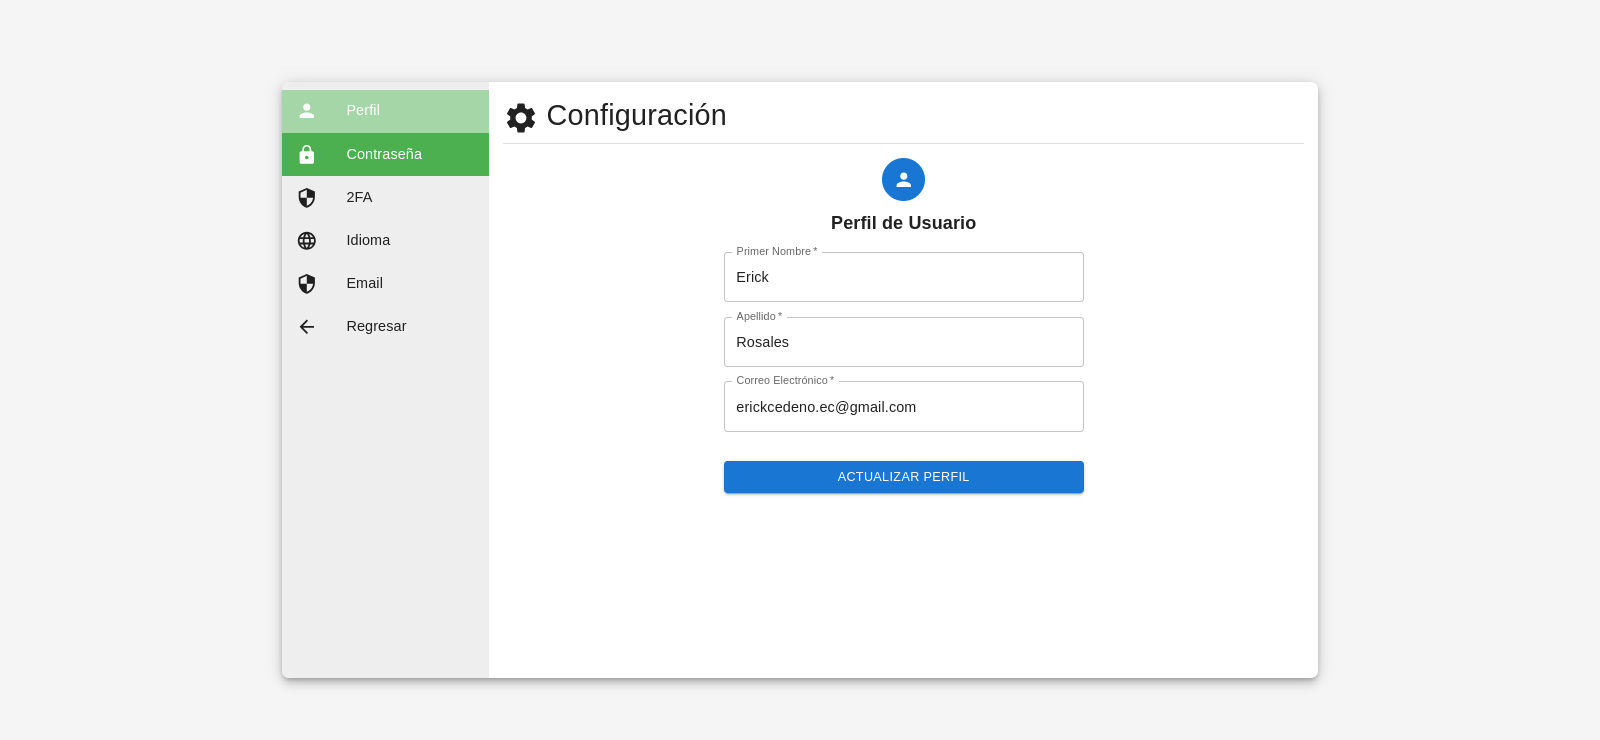 Perfil
Contraseña
2FA
Idioma
Email
Regresar
Configuración
Perfil de Usuario
Primer Nombre *
Erick
Apellido *
Rosales
Correo Electrónico *
erickcedeno.ec@gmail.com
ACTUALIZAR PERFIL